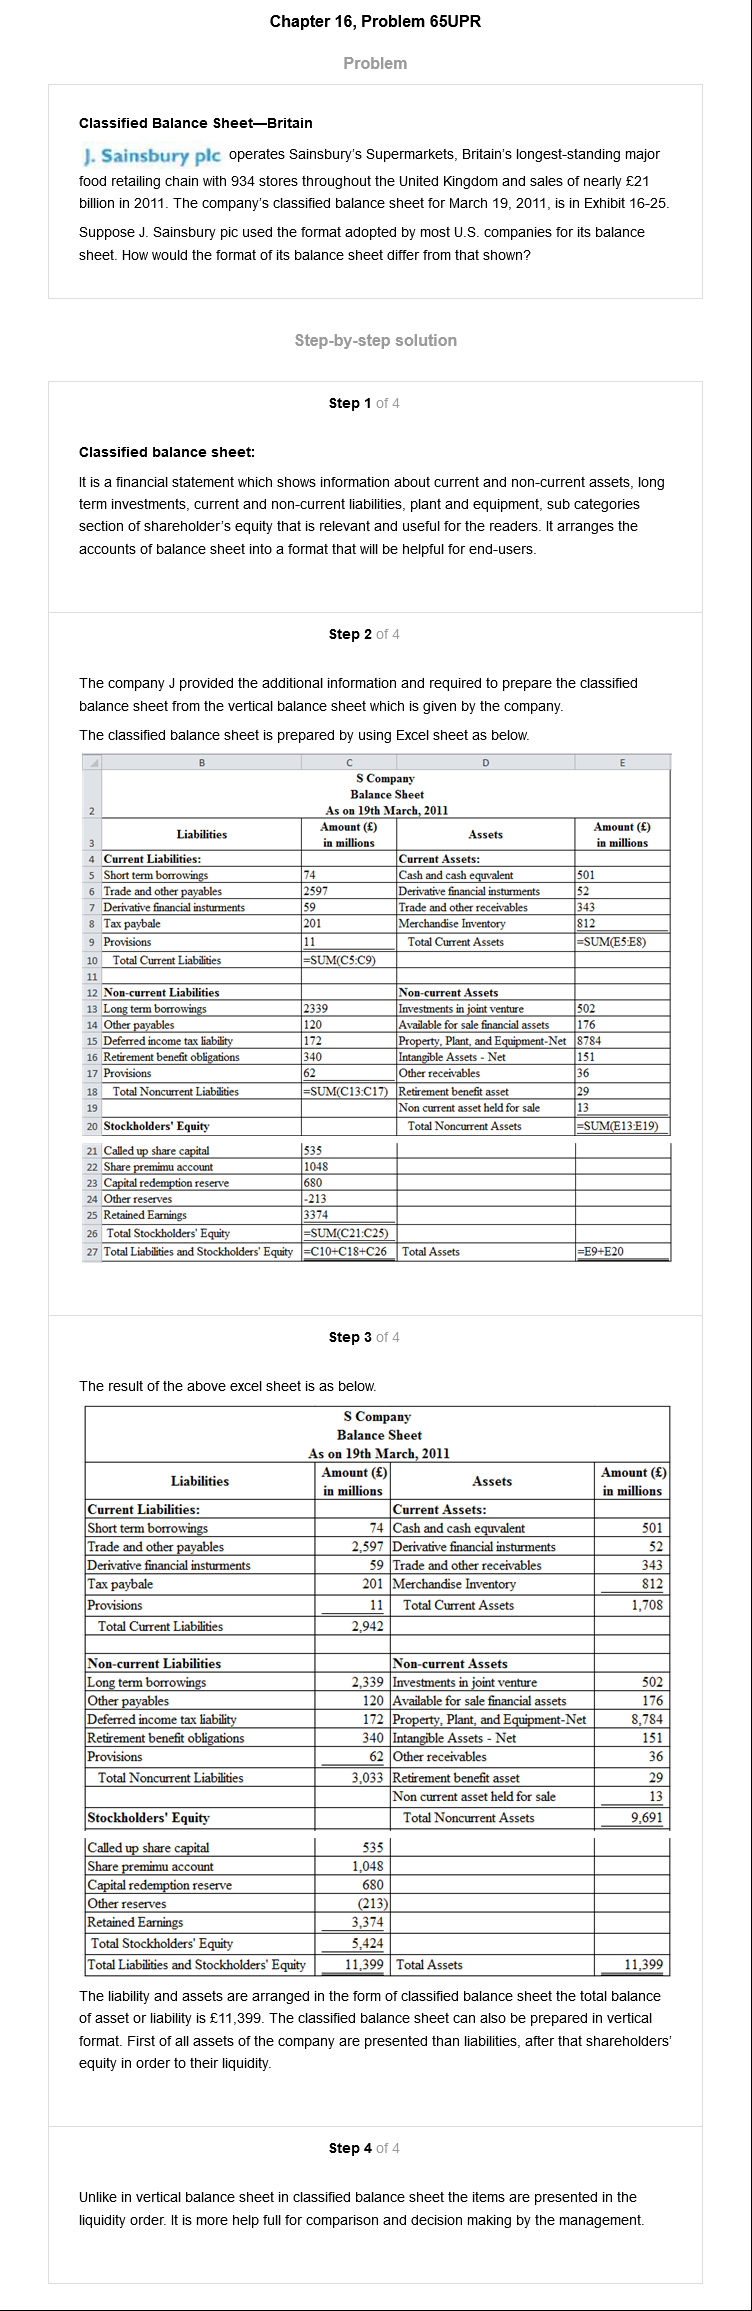 Chapter 16, Problem 65UPR
Problem
Classified Balance Sheet—Britain
J. Sainsbury plc operates Sainsbury's Supermarkets, Britain's longest-standing major
food retailing chain with 934 stores throughout the United Kingdom and sales of nearly £21
billion in 2011. The company's classified balance sheet for March 19, 2011, is in Exhibit 16-25.
Suppose J. Sainsbury pic used the format adopted by most U.S. companies for its balance
sheet. How would the format of its balance sheet differ from that shown?
Step-by-step solution
Step 1 of 4
Classified balance sheet:
It is a financial statement which shows information about current and non-current assets, long
term investments, current and non-current liabilities, plant and equipment, sub categories
section of shareholder's equity that is relevant and useful for the readers. It arranges the
accounts of balance sheet into a format that will be helpful for end-users.
Step 2 of 4
The company J provided the additional information and required to prepare the classified
balance sheet from the vertical balance sheet which is given by the company.
The classified balance sheet is prepared by using Excel sheet as below.
B C D E
S Company
Balance Sheet
2 As on 19th March, 2011
3 Liabilities Amount (£) in millions Assets Amount (£) in millions
4 Current Liabilities: Current Assets:
5 Short term borrowings 74 Cash and cash equvalent 501
6 Trade and other payables 2597 Derivative financial insturments 52
7 Derivative financial insturments 59 Trade and other receivables 343
8 Tax paybale 201 Merchandise Inventory 812
9 Provisions 11 Total Current Assets =SUM(E5:E8)
10 Total Current Liabilities =SUM(C5:C9)
11
12 Non-current Liabilities Non-current Assets
13 Long term borrowings 2339 Investments in joint venture 502
14 Other payables 120 Available for sale financial assets 176
15 Deferred income tax liability 172 Property, Plant, and Equipment-Net 8784
16 Retirement benefit obligations 340 Intangible Assets - Net 151
17 Provisions 62 Other receivables 36
18 Total Noncurrent Liabilities =SUM(C13:C17) Retirement benefit asset 29
19 Non current asset held for sale 13
20 Stockholders' Equity Total Noncurrent Assets =SUM(E13:E19)
21 Called up share capital 535
22 Share premimu account 1048
23 Capital redemption reserve 680
24 Other reserves -213
25 Retained Earnings 3374
26 Total Stockholders' Equity =SUM(C21:C25)
27 Total Liabilities and Stockholders' Equity =C10+C18+C26 Total Assets =E9+E20
Step 3 of 4
The result of the above excel sheet is as below.
S Company
Balance Sheet
As on 19th March, 2011
Liabilities Amount (£) in millions Assets Amount (£) in millions
Current Liabilities: Current Assets:
Short term borrowings 74 Cash and cash equvalent 501
Trade and other payables 2,597 Derivative financial insturments 52
Derivative financial insturments 59 Trade and other receivables 343
Tax paybale 201 Merchandise Inventory 812
Provisions 11 Total Current Assets 1,708
Total Current Liabilities 2,942
Non-current Liabilities Non-current Assets
Long term borrowings 2,339 Investments in joint venture 502
Other payables 120 Available for sale financial assets 176
Deferred income tax liability 172 Property, Plant, and Equipment-Net 8,784
Retirement benefit obligations 340 Intangible Assets - Net 151
Provisions 62 Other receivables 36
Total Noncurrent Liabilities 3,033 Retirement benefit asset 29
Non current asset held for sale 13
Stockholders' Equity Total Noncurrent Assets 9,691
Called up share capital 535
Share premimu account 1,048
Capital redemption reserve 680
Other reserves (213)
Retained Earnings 3,374
Total Stockholders' Equity 5,424
Total Liabilities and Stockholders' Equity 11,399 Total Assets 11,399
The liability and assets are arranged in the form of classified balance sheet the total balance
of asset or liability is £11,399. The classified balance sheet can also be prepared in vertical
format. First of all assets of the company are presented than liabilities, after that shareholders'
equity in order to their liquidity.
Step 4 of 4
Unlike in vertical balance sheet in classified balance sheet the items are presented in the
liquidity order. It is more help full for comparison and decision making by the management.